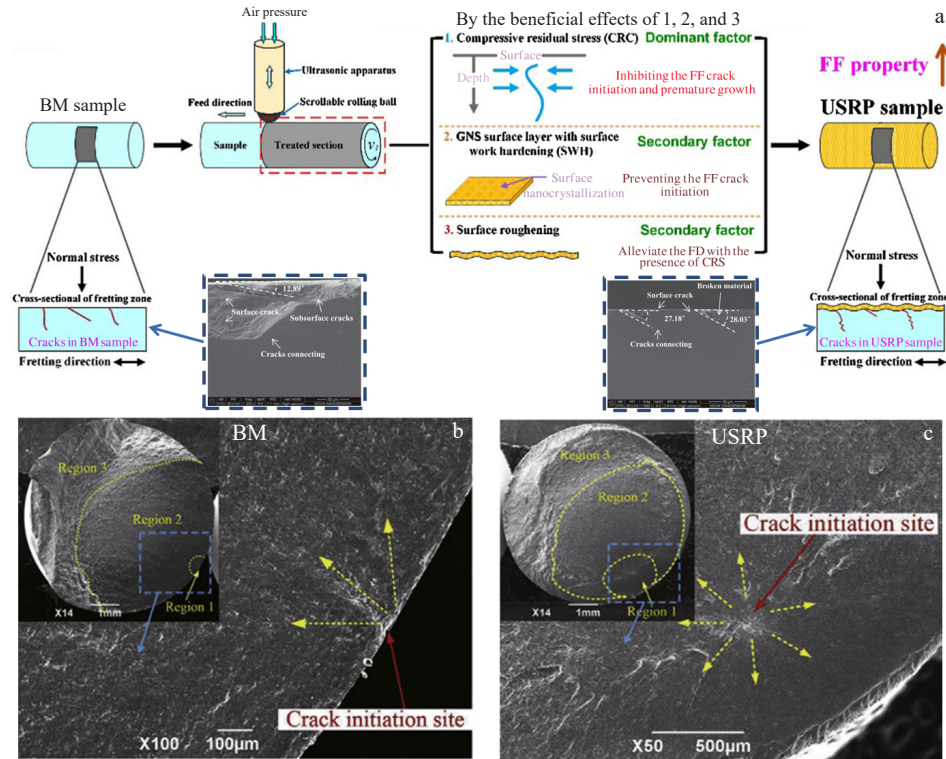 Air pressure
Ultrasonic apparatus
Scrollable rolling ball
Feed direction
BM sample
Sample
Treated section
V_I
Normal stress
Cross-sectional of fretting zone
Cracks in BM sample
Fretting direction
By the beneficial effects of 1, 2, and 3
1. Compressive residual stress (CRC)
Dominant factor
Surface
Depth
Inhibiting the FF crack
initiation and premature growth
2. GNS surface layer with surface
work hardening (SWH)
Secondary factor
Surface
nanocrystallization
Preventing the FF crack
initiation
3. Surface roughening
Secondary factor
Alleviate the FD with the
presence of CRS
a
FF property
USRP sample
Normal stress
Cross-sectional of fretting zone
Cracks in USRP sample
Fretting direction
12.89°
Surface crack
Subsurface cracks
Cracks connecting
Broken material
Surface crack
27.18°
28.03°
Cracks connecting
BM
b
Region 3
Region 2
Region 1
X14
1mm
Crack initiation site
X100
100μm
USRP
c
Region 3
Region 2
Region 1
X14
1mm
Crack initiation site
X50
500μm